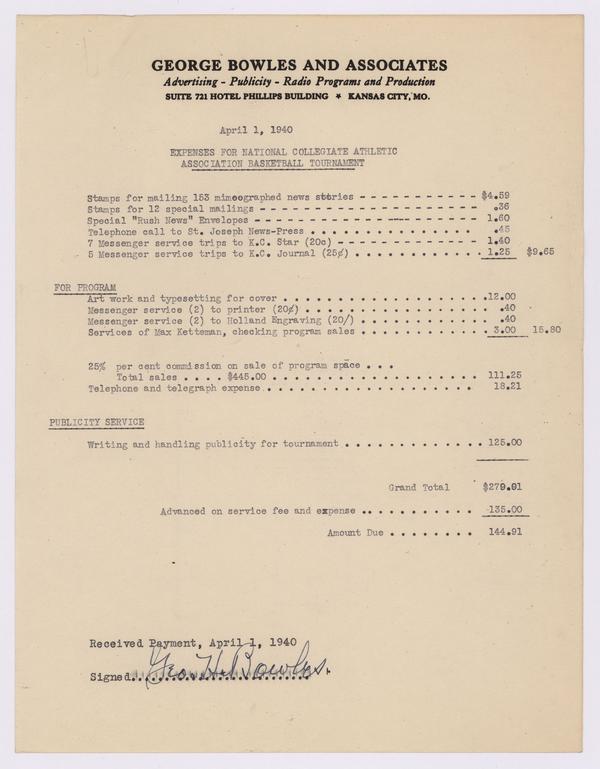 GEORGE BOWLES AND ASSOCIATES
Advertising - Publicity - Radio Programs and Production
SUITE 721 HOTEL PHILLIPS BUILDING * KANSAS CITY, MO.
April 1, 1940
EXPENSES FOR NATIONAL COLLEGIATE ATHLETIC
ASSOCIATION BASKETBALL TOURNAMENT
Stamps for mailing 153 mimeographed news stories - - - - - - - - - - - $4.59
Stamps for 12 special mailings - - - - - - - - - - - - - - - - - .36
Special "Rush News" Envelopes - - - - - - - - - - - - - - - - - 1.60
Telephone call to St. Joseph News-Press . . . . . . . . . . . . . .45
7 Messenger service trips to K.C. Star (20c) - - - - - - - - - - - 1.40
5 Messenger service trips to K.C. Journal (25¢) . . . . . . . . . . 1.25 $9.65
FOR PROGRAM
Art work and typesetting for cover . . . . . . . . . . . . . . . . .12.00
Messenger service (2) to printer (20¢) . . . . . . . . . . . . . . .40
Messenger service (2) to Holland Engraving (20/) . . . . . . . . . . .40
Services of Max Ketteman, checking program sales . . . . . . . . . . 3.00 15.80
25% per cent commission on sale of program space . . .
Total sales . . . . $445.00 . . . . . . . . . . . . . . . . . . 111.25
Telephone and telegraph expense. . . . . . . . . . . . . . . . . . 18.21
PUBLICITY SERVICE
Writing and handling publicity for tournament . . . . . . . . . . . . 125.00
Grand Total $279.91
Advanced on service fee and expense .. . . . . . . . . . . 135.00
Amount Due . . . . . . . . 144.91
Received Payment, April 1, 1940
Signed.............................. Geo. H. Bowles.